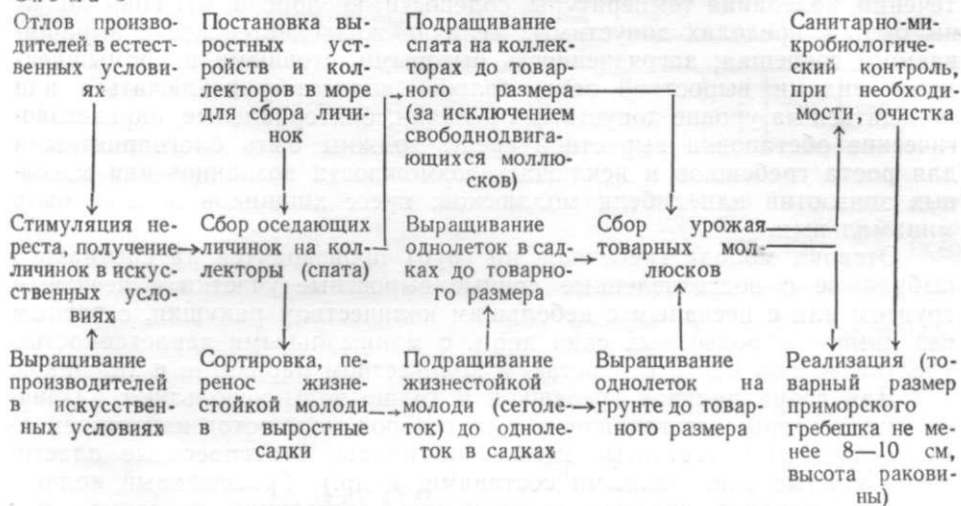 Отлов произво-
дителей в естест-
венных услови-
ях
Постановка вы-
ростных уст-
ройств и кол-
лекторов в море
для сбора личи-
нок
Подращивание
спата на коллек-
торах до товар-
ного размера
(за исключением
свободнодвига-
ющихся моллю-
сков)
Санитарно-ми-
кробиологиче-
ский контроль,
при необходи-
мости, очистка
Стимуляция не-
реста, получение
личинок в искус-
ственных усло-
виях
Сбор оседающих
личинок на кол-
лекторы (спата)
Выращивание
однолеток в сад-
ках до товарно-
го размера
Сбор урожая
товарных мол-
люсков
Выращивание
производителей
в искусствен-
ных условиях
Сортировка, пе-
ренос жизне-
стойкой молоди
в выростные
садки
Подращивание
жизнестойкой
молоди (сеголе-
ток) до одноле-
ток в садках
Выращивание
однолеток на
грунте до товар-
ного размера
Реализация (то-
варный размер
приморского
гребешка не ме-
нее 8—10 см,
высота ракови-
ны)